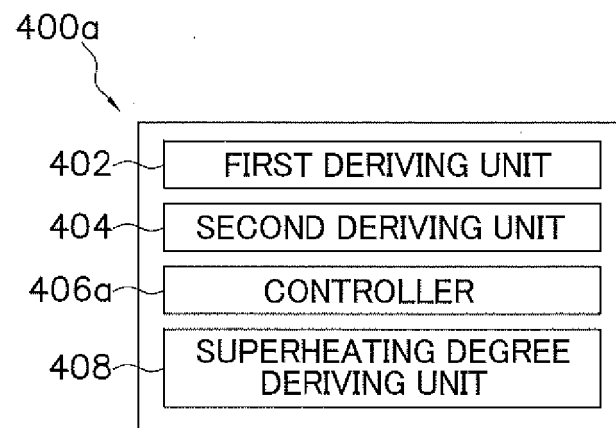 400a
402 FIRST DERIVING UNIT
404 SECOND DERIVING UNIT
406a CONTROLLER
408 SUPERHEATING DEGREE
DERIVING UNIT